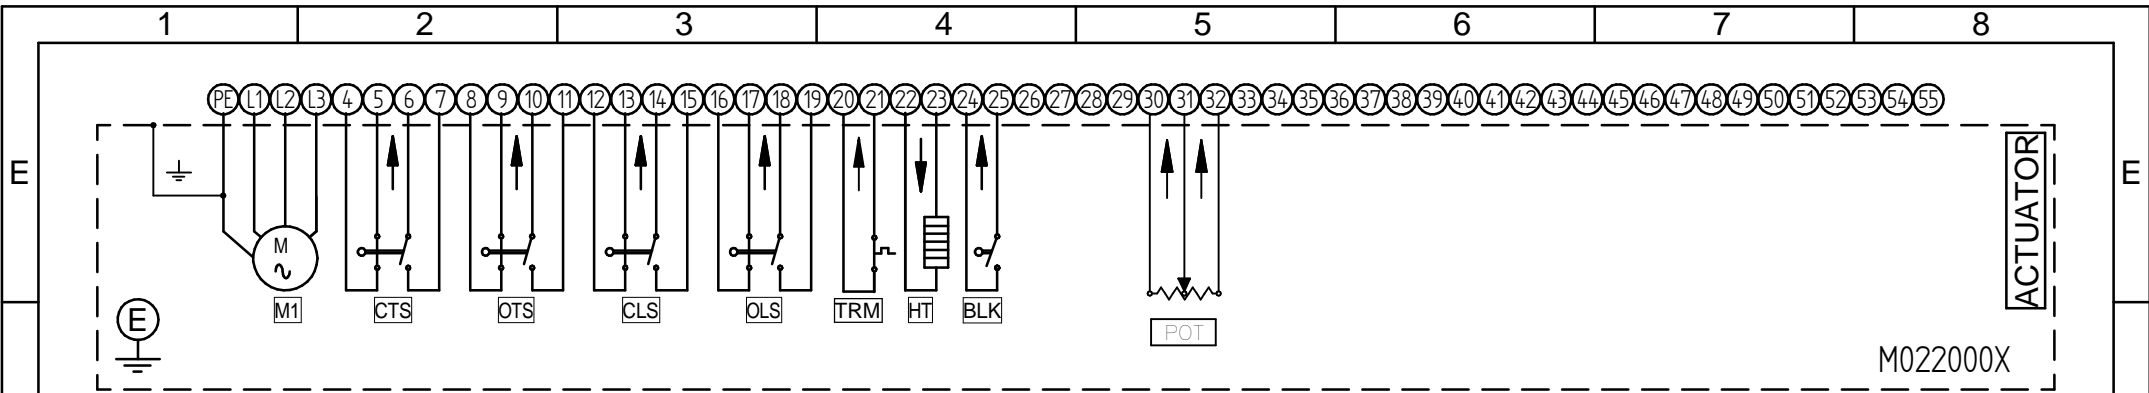 1 2 3 4 5 6 7 8
PE L1 L2 L3 4 5 6 7 8 9 10 11 12 13 14 15 16 17 18 19 20 21 22 23 24 25 26 27 28 29 30 31 32 33 34 35 36 37 38 39 40 41 42 43 44 45 46 47 48 49 50 51 52 53 54 55
E E
ACTUATOR
M
M1 CTS OTS CLS OLS TRM HT BLK
E
POT
M022000X